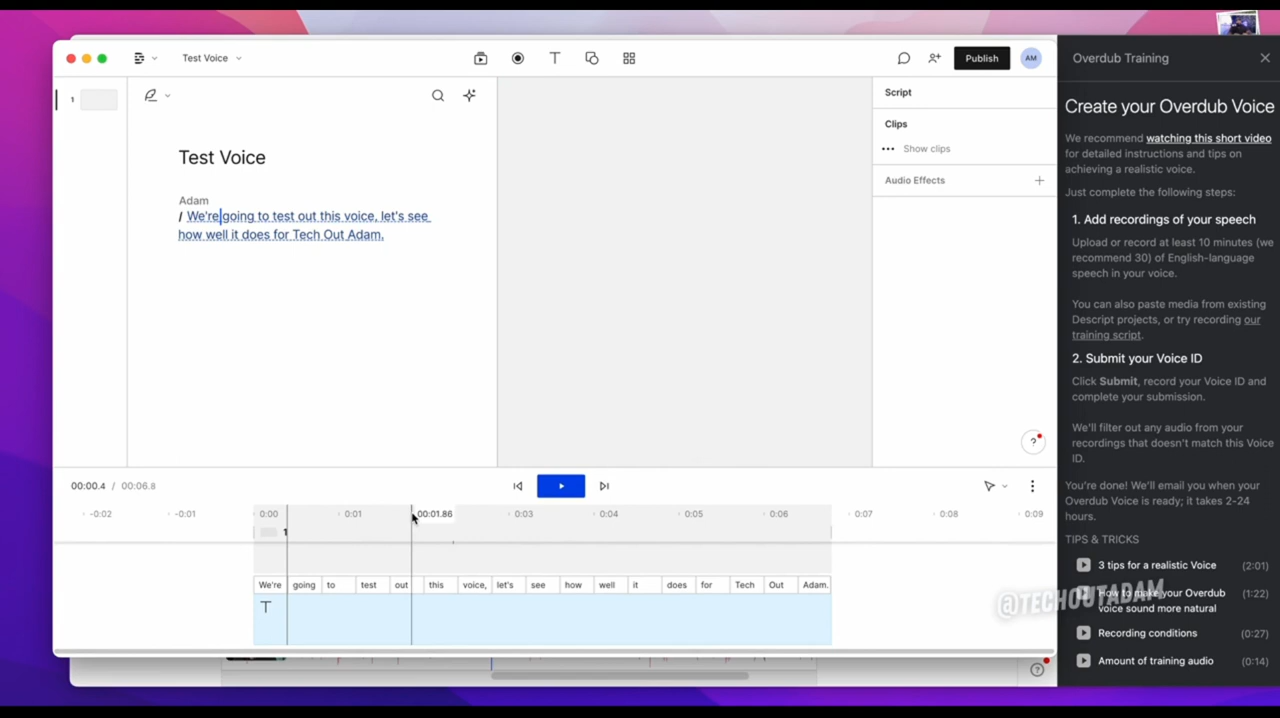 Test Voice
Publish
AM
Overdub Training
1
Script
Clips
Show clips
Audio Effects
Test Voice
Adam
/ We're going to test out this voice, let's see
how well it does for Tech Out Adam.
?
Create your Overdub Voice
We recommend watching this short video
for detailed instructions and tips on
achieving a realistic voice.
Just complete the following steps:
1. Add recordings of your speech
Upload or record at least 10 minutes (we
recommend 30) of English-language
speech in your voice.
You can also paste media from existing
Descript projects, or try recording our
training script.
2. Submit your Voice ID
Click Submit, record your Voice ID and
complete your submission.
We'll filter out any audio from your
recordings that doesn't match this Voice
ID.
You're done! We'll email you when your
Overdub Voice is ready; it takes 2-24
hours.
TIPS & TRICKS
3 tips for a realistic Voice (2:01)
How to make your Overdub (1:22)
voice sound more natural
Recording conditions (0:27)
Amount of training audio (0:14)
@TECHOUTADAM
00:00.4 / 00:06.8
-0:02 -0:01 0:00 0:01 00:01.86 0:03 0:04 0:05 0:06 0:07 0:08 0:09
1
We're going to test out this voice, let's see how well it does for Tech Out Adam.
T
?